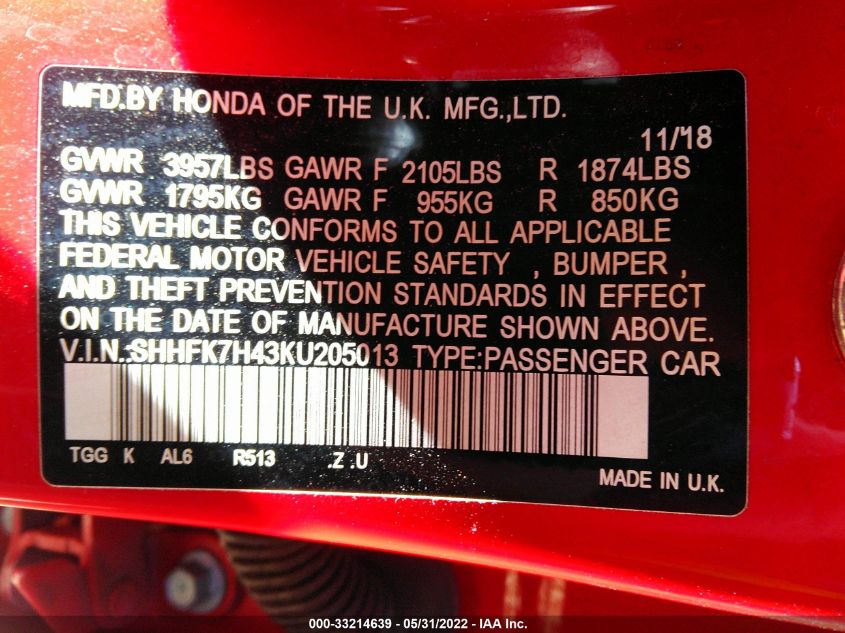 MFD.BY HONDA OF THE U.K. MFG.,LTD.
11/18
GVWR 3957LBS GAWR F 2105LBS R 1874LBS
GVWR 1795KG GAWR F 955KG R 850KG
THIS VEHICLE CONFORMS TO ALL APPLICABLE
FEDERAL MOTOR VEHICLE SAFETY , BUMPER ,
AND THEFT PREVENTION STANDARDS IN EFFECT
ON THE DATE OF MANUFACTURE SHOWN ABOVE.
V.I.N.:SHHFK7H43KU205013 TYPE:PASSENGER CAR
TGG K AL6 R513 .Z .U
MADE IN U.K.
000-33214639 - 05/31/2022 - IAA Inc.